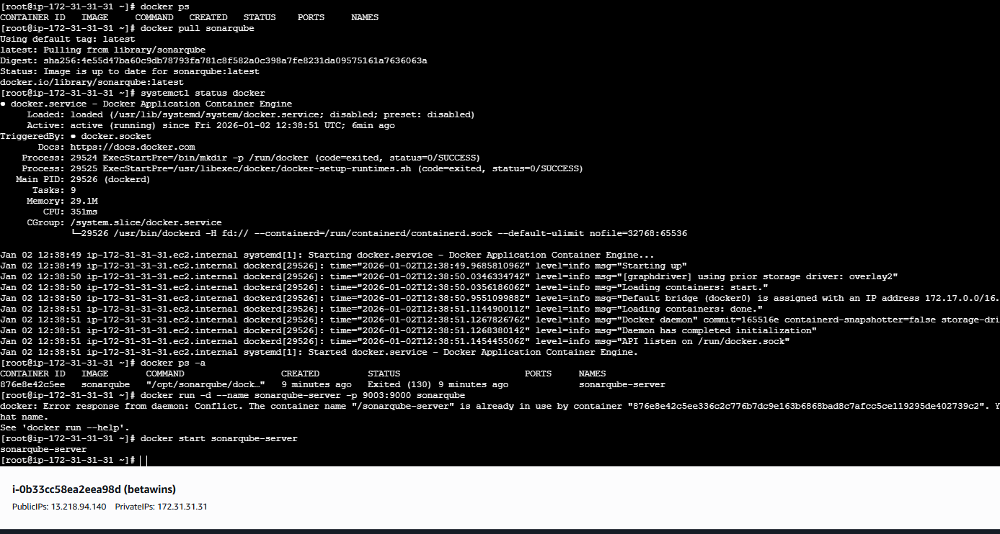 [root@ip-172-31-31-31 ~]# docker ps
CONTAINER ID   IMAGE     COMMAND   CREATED   STATUS    PORTS     NAMES
[root@ip-172-31-31-31 ~]# docker pull sonarqube
Using default tag: latest
latest: Pulling from library/sonarqube
Digest: sha256:4e55d47ba60c9db78793fa781c8f582a0c398a7fe8231da09575161a7636063a
Status: Image is up to date for sonarqube:latest
docker.io/library/sonarqube:latest
[root@ip-172-31-31-31 ~]# systemctl status docker
● docker.service - Docker Application Container Engine
     Loaded: loaded (/usr/lib/systemd/system/docker.service; disabled; preset: disabled)
     Active: active (running) since Fri 2026-01-02 12:38:51 UTC; 6min ago
TriggeredBy: ● docker.socket
       Docs: https://docs.docker.com
    Process: 29524 ExecStartPre=/bin/mkdir -p /run/docker (code=exited, status=0/SUCCESS)
    Process: 29525 ExecStartPre=/usr/libexec/docker/docker-setup-runtimes.sh (code=exited, status=0/SUCCESS)
   Main PID: 29526 (dockerd)
      Tasks: 9
     Memory: 29.1M
        CPU: 351ms
     CGroup: /system.slice/docker.service
             └─29526 /usr/bin/dockerd -H fd:// --containerd=/run/containerd/containerd.sock --default-ulimit nofile=32768:65536
Jan 02 12:38:49 ip-172-31-31-31.ec2.internal systemd[1]: Starting docker.service - Docker Application Container Engine...
Jan 02 12:38:49 ip-172-31-31-31.ec2.internal dockerd[29526]: time="2026-01-02T12:38:49.968581096Z" level=info msg="Starting up"
Jan 02 12:38:50 ip-172-31-31-31.ec2.internal dockerd[29526]: time="2026-01-02T12:38:50.034633474Z" level=info msg="[graphdriver] using prior storage driver: overlay2"
Jan 02 12:38:50 ip-172-31-31-31.ec2.internal dockerd[29526]: time="2026-01-02T12:38:50.035618606Z" level=info msg="Loading containers: start."
Jan 02 12:38:50 ip-172-31-31-31.ec2.internal dockerd[29526]: time="2026-01-02T12:38:50.955109988Z" level=info msg="Default bridge (docker0) is assigned with an IP address 172.17.0.0/16.
Jan 02 12:38:51 ip-172-31-31-31.ec2.internal dockerd[29526]: time="2026-01-02T12:38:51.114490011Z" level=info msg="Loading containers: done."
Jan 02 12:38:51 ip-172-31-31-31.ec2.internal dockerd[29526]: time="2026-01-02T12:38:51.126782676Z" level=info msg="Docker daemon" commit=165516e containerd-snapshotter=false storage-dri
Jan 02 12:38:51 ip-172-31-31-31.ec2.internal dockerd[29526]: time="2026-01-02T12:38:51.126838014Z" level=info msg="Daemon has completed initialization"
Jan 02 12:38:51 ip-172-31-31-31.ec2.internal dockerd[29526]: time="2026-01-02T12:38:51.145445506Z" level=info msg="API listen on /run/docker.sock"
Jan 02 12:38:51 ip-172-31-31-31.ec2.internal systemd[1]: Started docker.service - Docker Application Container Engine.
[root@ip-172-31-31-31 ~]# docker ps -a
CONTAINER ID   IMAGE       COMMAND                  CREATED         STATUS                       PORTS     NAMES
876e8e42c5ee   sonarqube   "/opt/sonarqube/dock…"   9 minutes ago   Exited (130) 9 minutes ago             sonarqube-server
[root@ip-172-31-31-31 ~]# docker run -d --name sonarqube-server -p 9003:9000 sonarqube
docker: Error response from daemon: Conflict. The container name "/sonarqube-server" is already in use by container "876e8e42c5ee336c2c776b7dc9e163b6868bad8c7afcc5ce119295de402739c2". Y
hat name.
See 'docker run --help'.
[root@ip-172-31-31-31 ~]# docker start sonarqube-server
sonarqube-server
[root@ip-172-31-31-31 ~]#
i-0b33cc58ea2eea98d (betawins)
PublicIPs: 13.218.94.140   PrivateIPs: 172.31.31.31